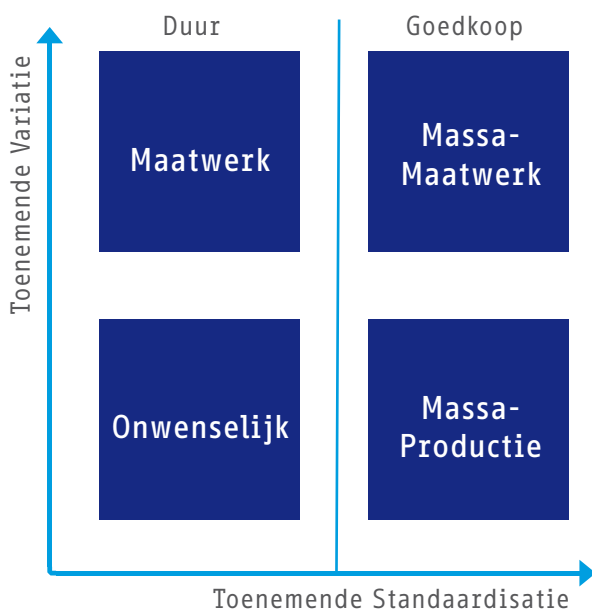 Duur
Goedkoop
Toenemende Variatie
Maatwerk
Massa-
Maatwerk
Onwenselijk
Massa-
Productie
Toenemende Standaardisatie